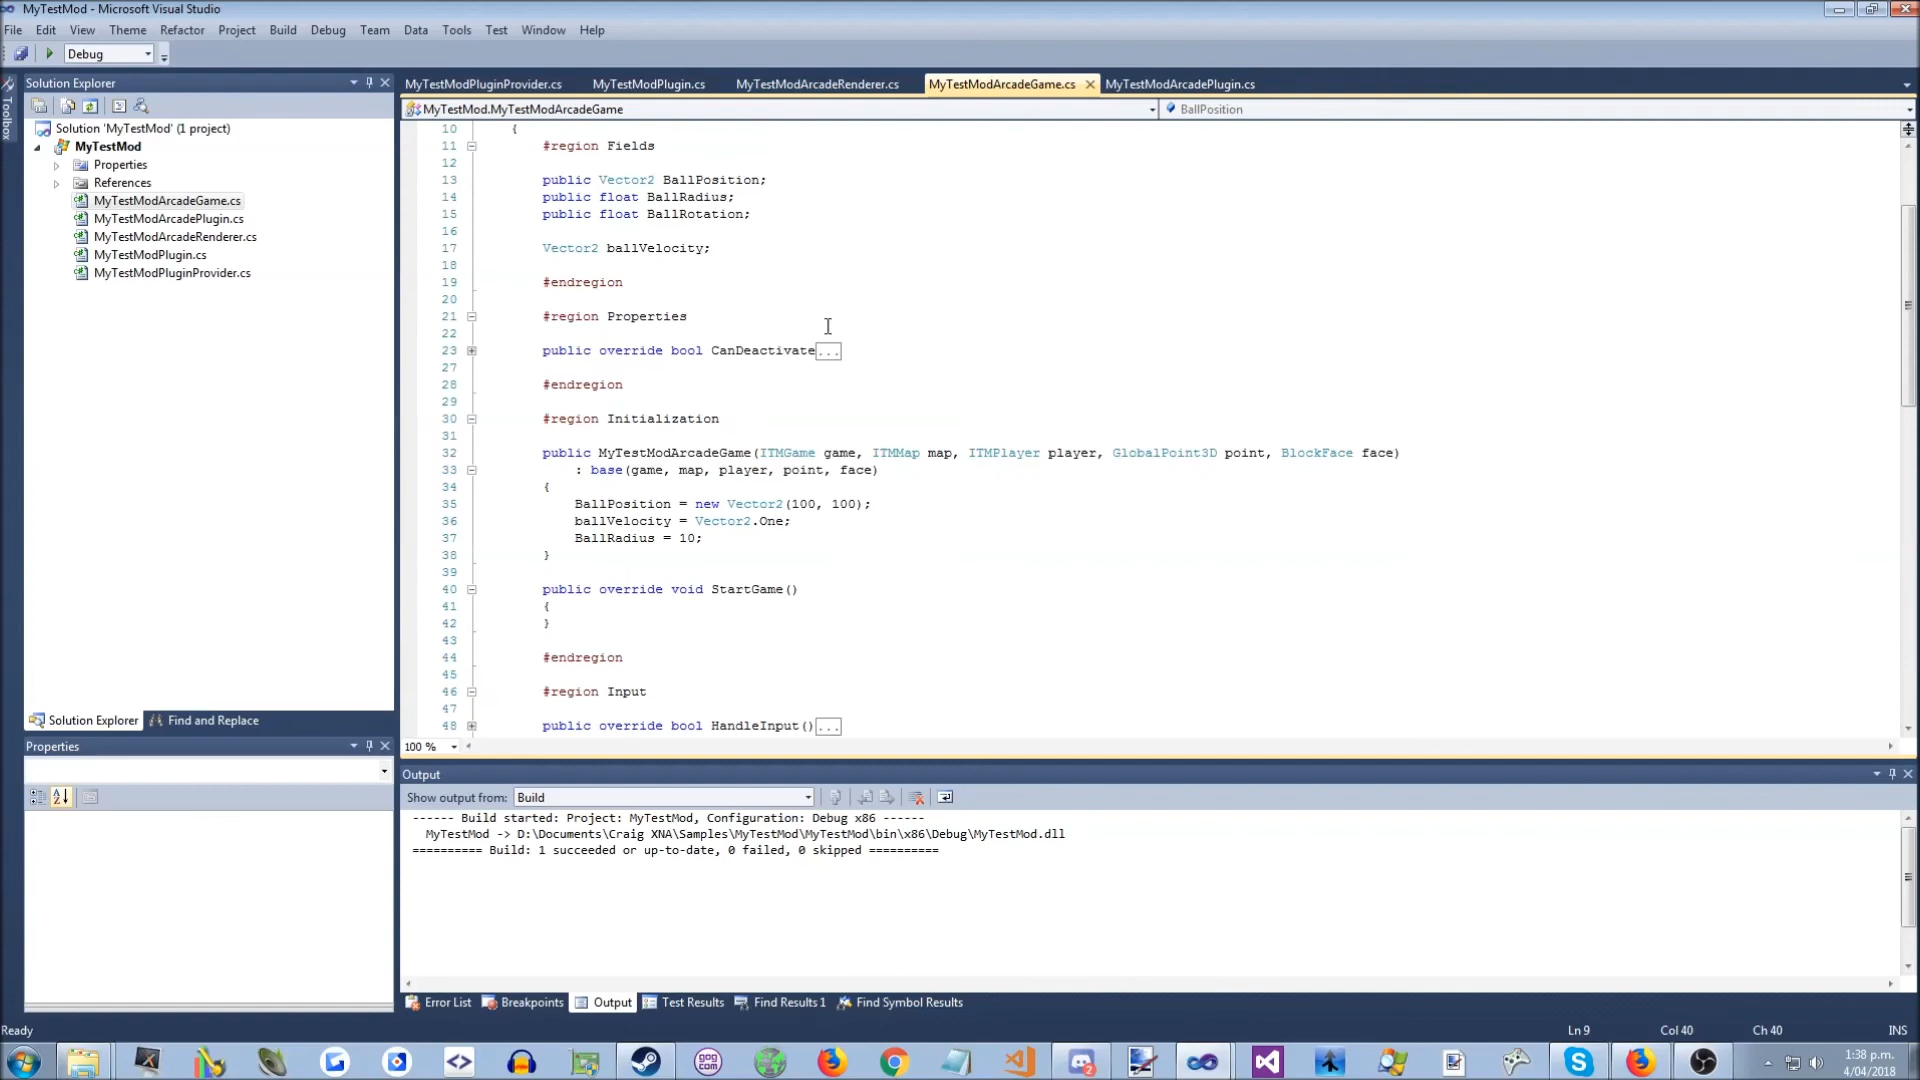 MyTestMod - Microsoft Visual Studio
File Edit View Theme Refactor Project Build Debug Team Data Tools Test Window Help
Debug
Toolbox
Solution Explorer
Solution 'MyTestMod' (1 project)
MyTestMod
Properties
References
MyTestModArcadeGame.cs
MyTestModArcadePlugin.cs
MyTestModArcadeRenderer.cs
MyTestModPlugin.cs
MyTestModPluginProvider.cs
Solution Explorer Find and Replace
Properties
MyTestModPluginProvider.cs MyTestModPlugin.cs MyTestModArcadeRenderer.cs MyTestModArcadeGame.cs MyTestModArcadePlugin.cs
MyTestMod.MyTestModArcadeGame BallPosition
10 {
11 #region Fields
12
13 public Vector2 BallPosition;
14 public float BallRadius;
15 public float BallRotation;
16
17 Vector2 ballVelocity;
18
19 #endregion
20
21 #region Properties
22
23 public override bool CanDeactivate...
27
28 #endregion
29
30 #region Initialization
31
32 public MyTestModArcadeGame(ITMGame game, ITMMap map, ITMPlayer player, GlobalPoint3D point, BlockFace face)
33 : base(game, map, player, point, face)
34 {
35 BallPosition = new Vector2(100, 100);
36 ballVelocity = Vector2.One;
37 BallRadius = 10;
38 }
39
40 public override void StartGame()
41 {
42 }
43
44 #endregion
45
46 #region Input
47
48 public override bool HandleInput()...
100 %
Output
Show output from: Build
------ Build started: Project: MyTestMod, Configuration: Debug x86 ------
MyTestMod -> D:\Documents\Craig XNA\Samples\MyTestMod\MyTestMod\bin\x86\Debug\MyTestMod.dll
========== Build: 1 succeeded or up-to-date, 0 failed, 0 skipped ==========
Error List Breakpoints Output Test Results Find Results 1 Find Symbol Results
Ready Ln 9 Col 40 Ch 40 INS
gog com
2
1:38 p.m.
4/04/2018